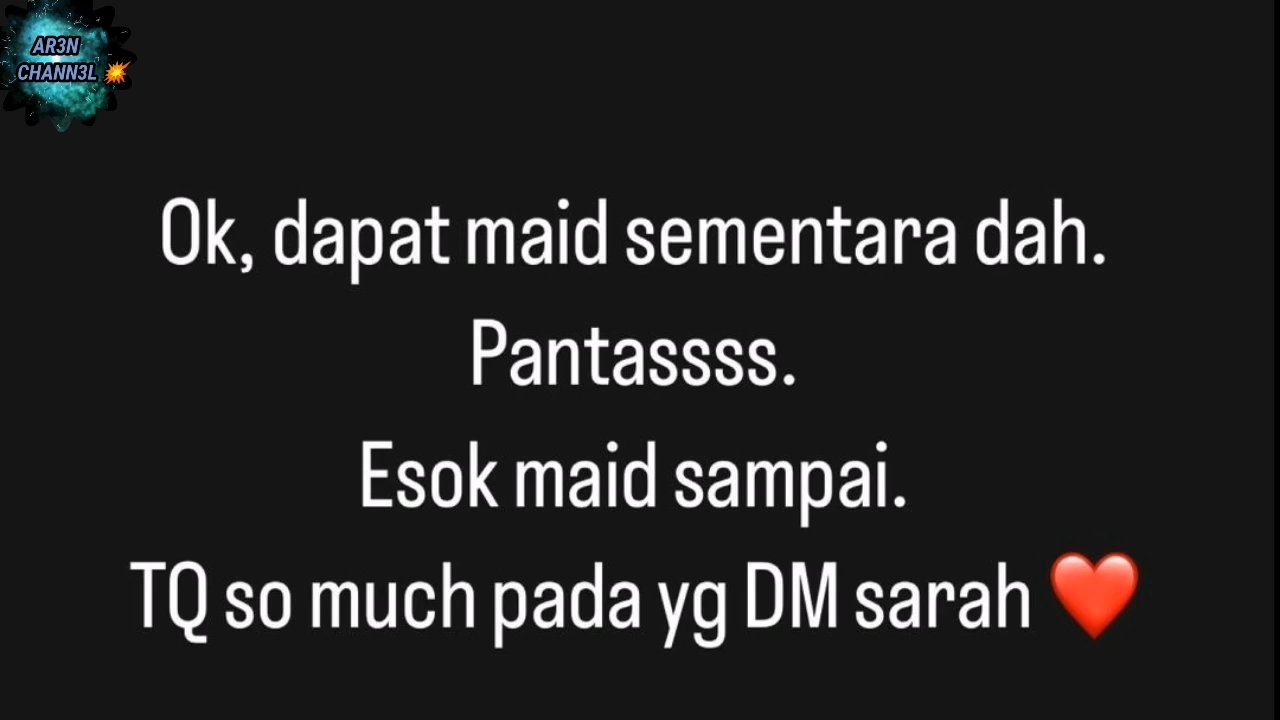 AR3N
CHANN3L 💥
Ok, dapat maid sementara dah.
Pantassss.
Esok maid sampai.
TQ so much pada yg DM sarah ❤️